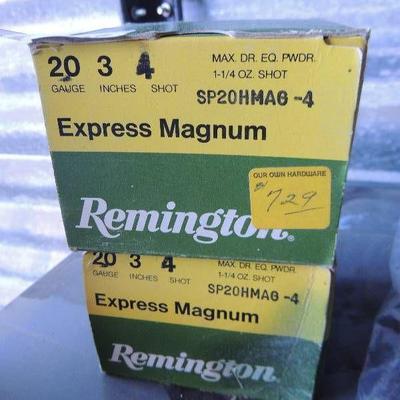 20 3 4 MAX. DR. EQ. PWDR.
GAUGE INCHES SHOT 1-1/4 OZ. SHOT
SP20HMAG-4
Express Magnum
OUR OWN HARDWARE
7.29
Remington®
20 3 4 MAX. DR. EQ. PWDR.
GAUGE INCHES SHOT 1-1/4 OZ. SHOT
SP20HMAG-4
Express Magnum
Remington®